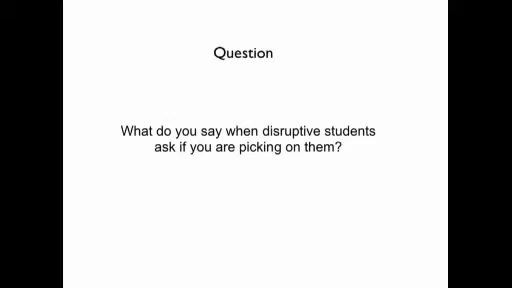 Question
What do you say when disruptive students
ask if you are picking on them?